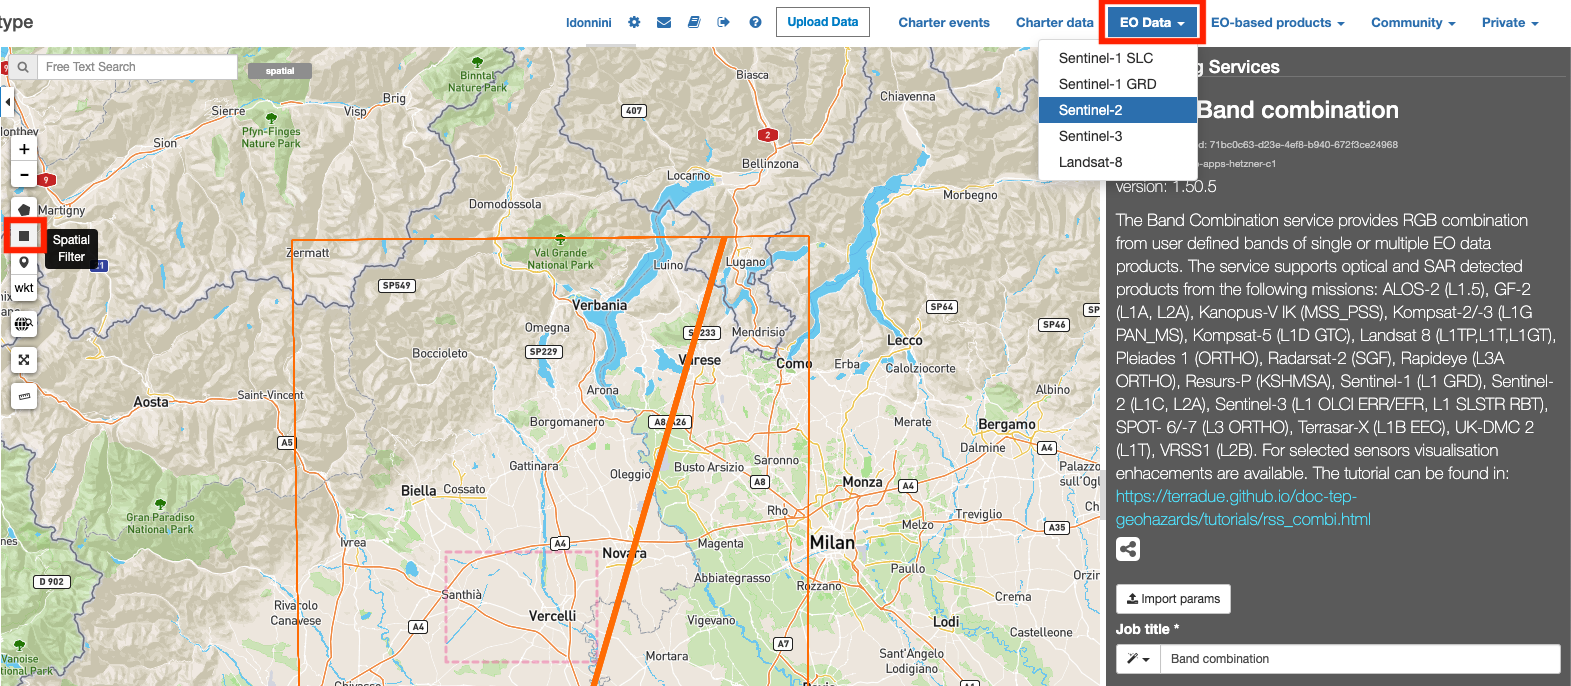 type
ldonnini
Upload Data
Charter events
Charter data
EO Data
EO-based products
Community
Private
Free Text Search
spatial
Sentinel-1 SLC
Sentinel-1 GRD
Sentinel-2
Sentinel-3
Landsat-8
g Services
Band combination
d: 71bc0c63-d23e-4ef8-b940-672f3ce24968
-apps-hetzner-c1
version: 1.50.5
The Band Combination service provides RGB combination
from user defined bands of single or multiple EO data
products. The service supports optical and SAR detected
products from the following missions: ALOS-2 (L1.5), GF-2
(L1A, L2A), Kanopus-V IK (MSS_PSS), Kompsat-2/-3 (L1G
PAN_MS), Kompsat-5 (L1D GTC), Landsat 8 (L1TP,L1T,L1GT),
Pleiades 1 (ORTHO), Radarsat-2 (SGF), Rapideye (L3A
ORTHO), Resurs-P (KSHMSA), Sentinel-1 (L1 GRD), Sentinel-
2 (L1C, L2A), Sentinel-3 (L1 OLCI ERR/EFR, L1 SLSTR RBT),
SPOT- 6/-7 (L3 ORTHO), Terrasar-X (L1B EEC), UK-DMC 2
(L1T), VRSS1 (L2B). For selected sensors visualisation
enhacements are available. The tutorial can be found in:
https://terradue.github.io/doc-tep-
geohazards/tutorials/rss_combi.html
Import params
Job title *
Band combination
+
−
Spatial
Filter
wkt
Binntal
Nature Park
Biasca
Chiavenna
Brig
Visp
Sierre
407
Monthey
Pfyn-Finges
Nature Park
Sion
2
Bellinzona
Locarno
9
Martigny
Domodossola
Morbegno
Zermatt
Val Grande
National Park
Luino
Lugano
SP549
Verbania
SP64
SP
Omegna
SP233
Mendrisio
SP46
Boccioleto
SP229
Varese
Como
Erba
Lecco
Calolziocorte
Aosta
Saint-Vincent
Arona
Albino
Borgomanero
A8/A26
Merate
Bergamo
A5
Dalmine
A4
Gattinara
Oleggio
Busto Arsizio
Saronno
Palazzo
sull'Ogl
A8
Monza
A4
Biella
Cossato
Gran Paradiso
National Park
Rho
Treviglio
Melzo
A35
Ivrea
A4
Novara
Magenta
Milan
nes
D 902
Abbiategrasso
Paullo
Rozzano
Orzin
Santhià
Crema
Rivarolo
Canavese
Vercelli
Vigevano
Lodi
A4
Castelleone
A7
Vanoise
National Park
Mortara
Sant'Angelo
Lodigiano
Chivasso
Pavia
A4